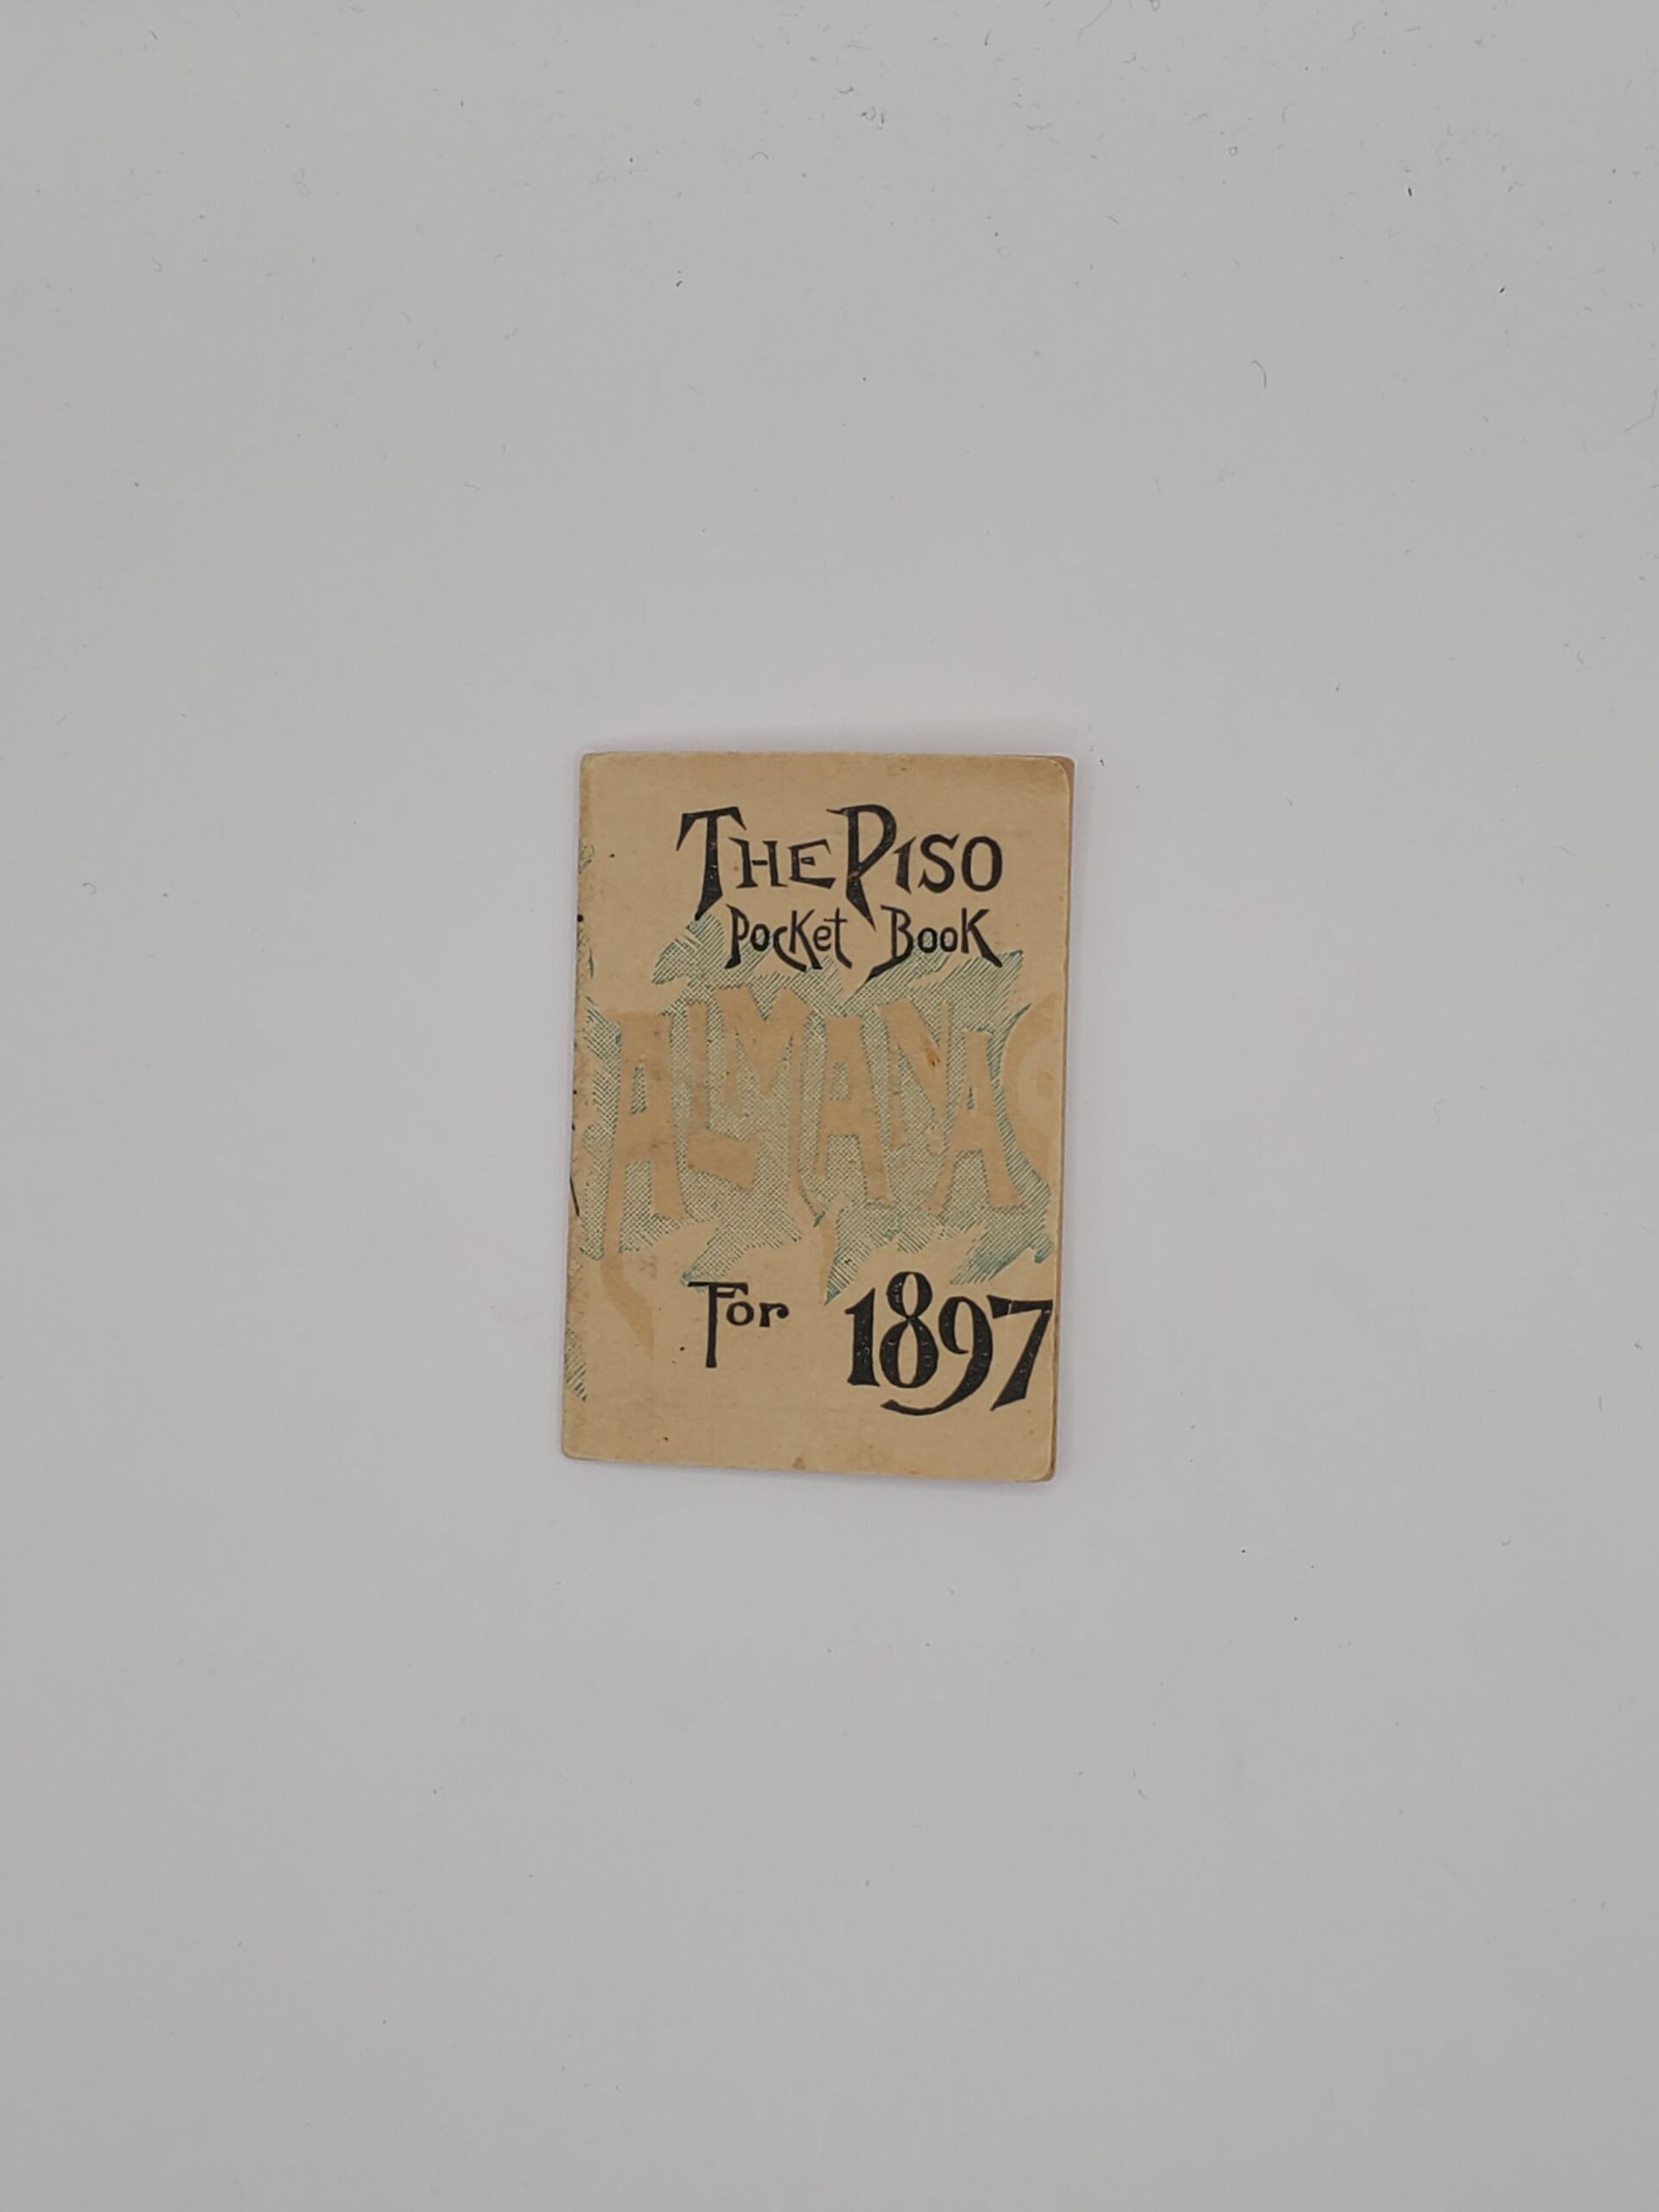 THE PISO
POCKET BOOK
ALMANAC
FOR 1897